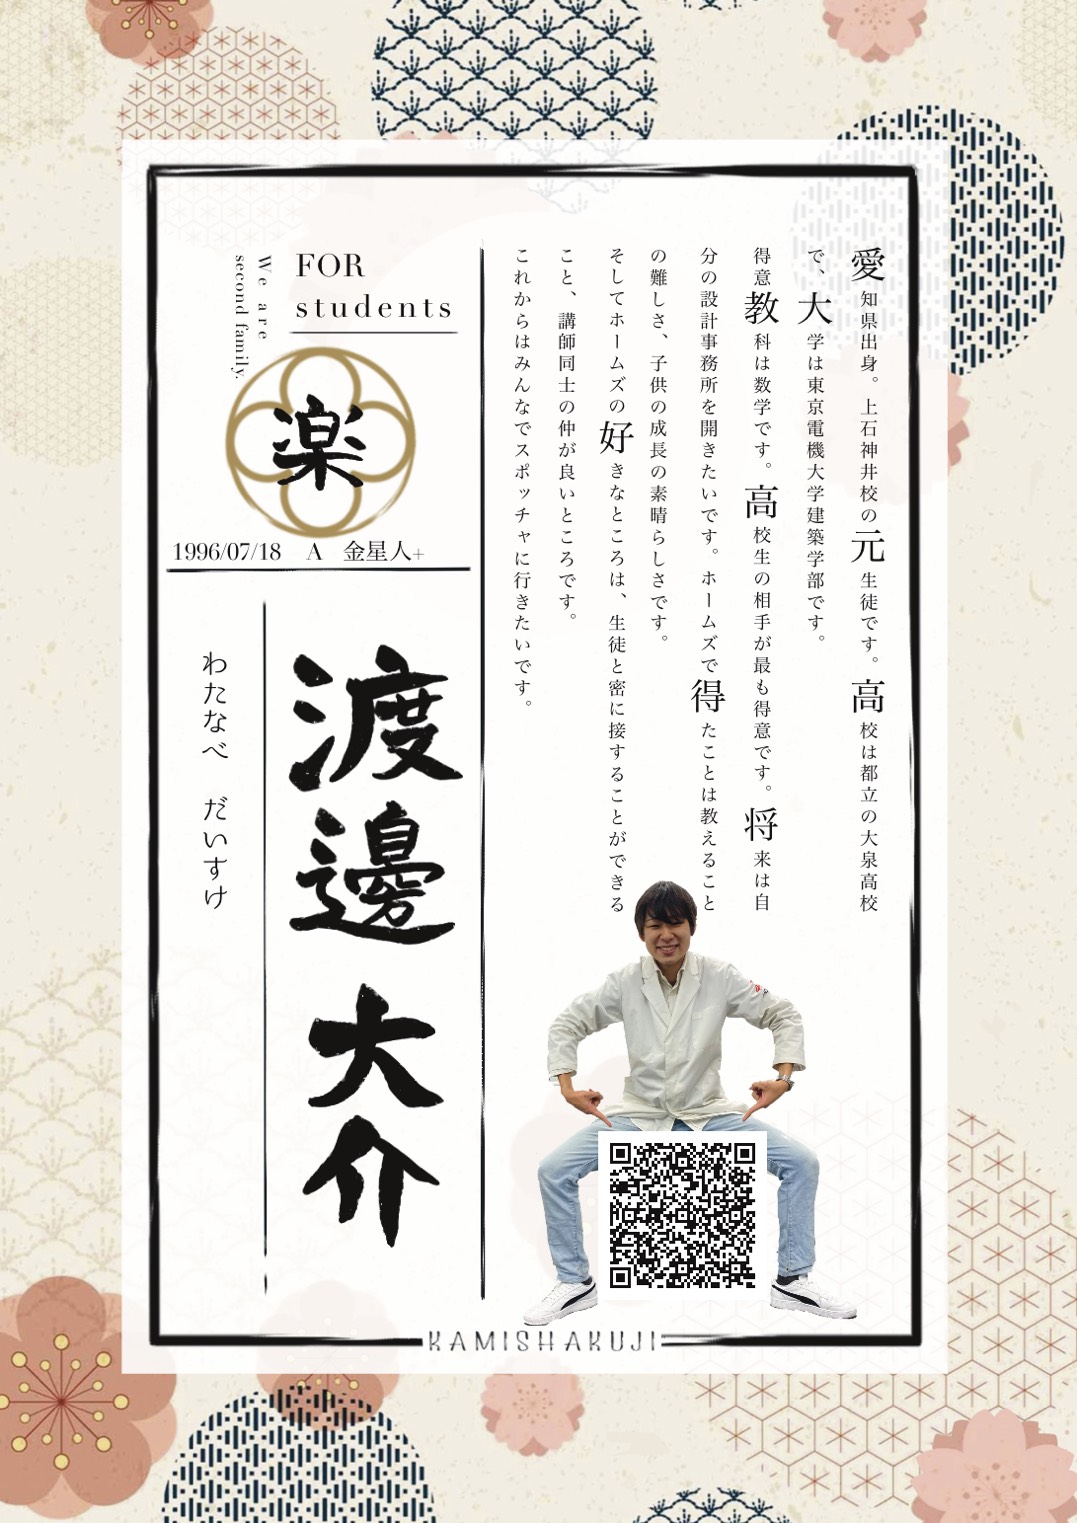 愛知県出身。上石神井校の元生徒です。高校は都立の大泉高校
で、大学は東京電機大学建築学部です。
得意教科は数学です。高校生の相手が最も得意です。将来は自
分の設計事務所を開きたいです。ホームズで得たことは教えること
の難しさ、子供の成長の素晴らしさです。
そしてホームズの好きなところは、生徒と密に接することができる
こと、講師同士の仲が良いところです。
これからはみんなでスポッチャに行きたいです。
FOR
students
We are
second family.
楽
1996/07/18 A 金星人+
渡邊 大介
わたなべ だいすけ
KAMISHAKUJI